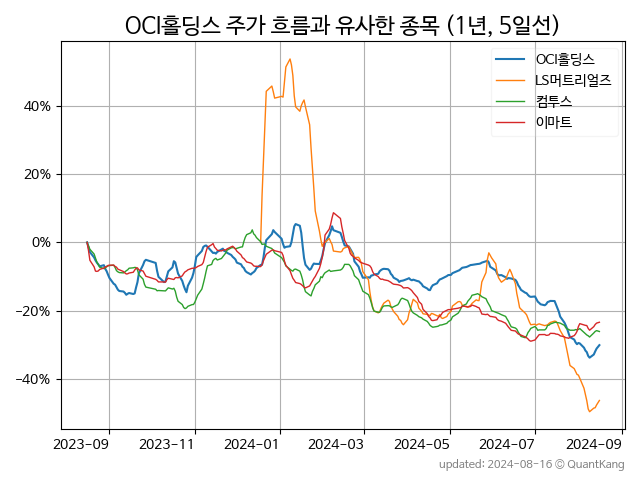 OCI홀딩스 주가 흐름과 유사한 종목 (1년, 5일선)
OCI홀딩스
LS머트리얼즈
컴투스
이마트
40%
20%
0%
−20%
−40%
2023−09 2023−11 2024−01 2024−03 2024−05 2024−07 2024−09
updated: 2024-08-16 © QuantKang